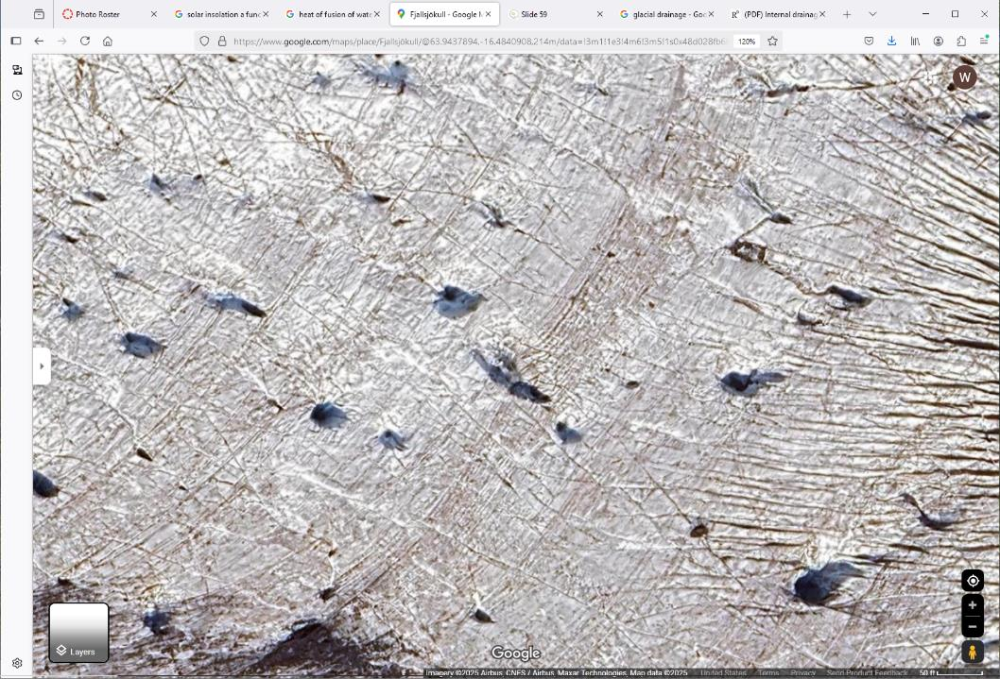 Photo Roster
solar insolation a func
heat of fusion of wate
Fjallsjökull - Google M
Slide 59
glacial drainage - Goo
(PDF) Internal drainag
https://www.google.com/maps/place/Fjallsjökull/@63.9437894,-16.4840908,214m/data=!3m1!1e3!4m6!3m5!1s0x48d028fb6
120%
W
Layers
Google
Imagery ©2025 Airbus, CNES / Airbus, Maxar Technologies, Map data ©2025 United States Terms Privacy Send Product Feedback 50 ft